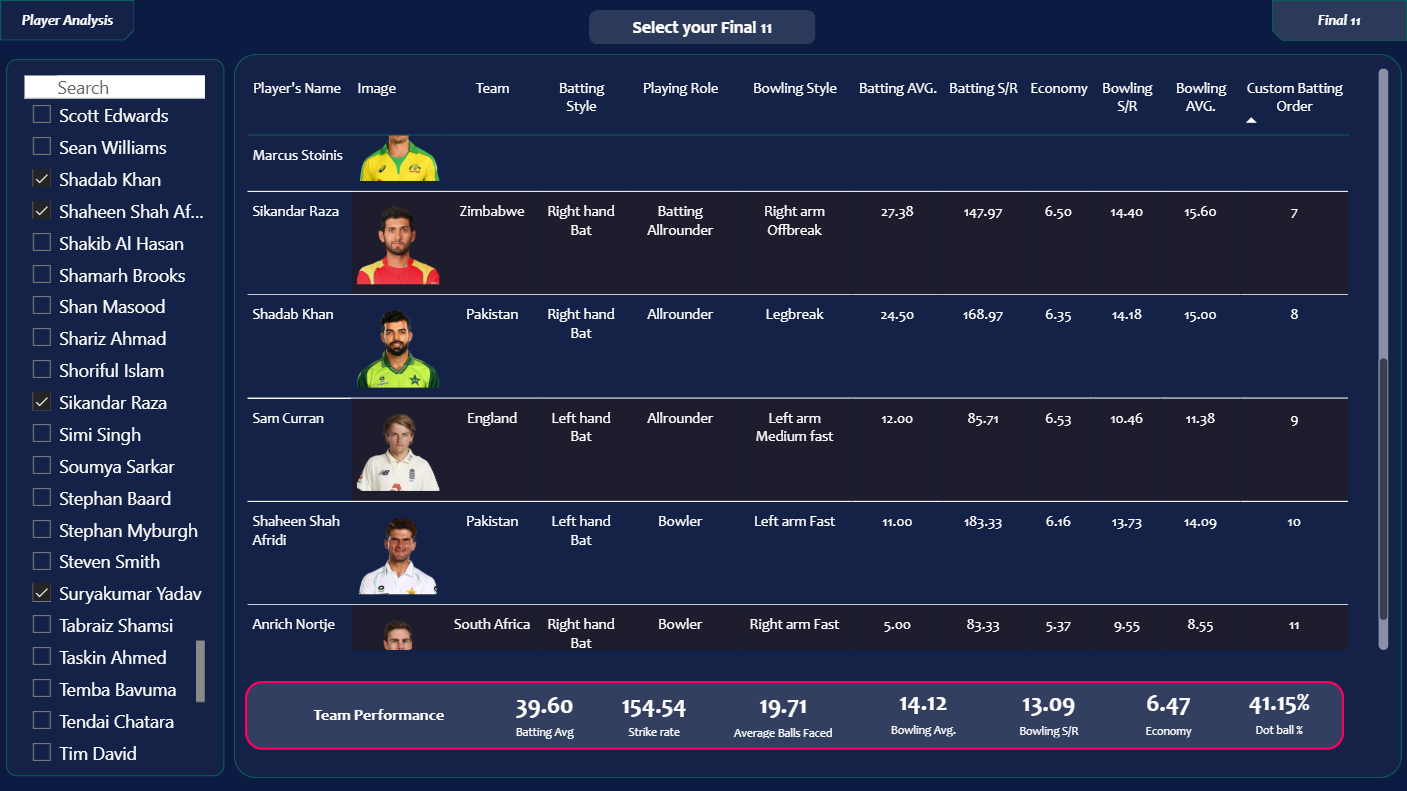 Player Analysis
Select your Final 11
Final 11
Search
Scott Edwards
Sean Williams
Shadab Khan
Shaheen Shah Af...
Shakib Al Hasan
Shamarh Brooks
Shan Masood
Shariz Ahmad
Shoriful Islam
Sikandar Raza
Simi Singh
Soumya Sarkar
Stephan Baard
Stephan Myburgh
Steven Smith
Suryakumar Yadav
Tabraiz Shamsi
Taskin Ahmed
Temba Bavuma
Tendai Chatara
Tim David
Player's Name Image Team Batting Style Playing Role Bowling Style Batting AVG. Batting S/R Economy Bowling S/R Bowling AVG. Custom Batting Order
Marcus Stoinis
Sikandar Raza Zimbabwe Right hand Bat Batting Allrounder Right arm Offbreak 27.38 147.97 6.50 14.40 15.60 7
Shadab Khan Pakistan Right hand Bat Allrounder Legbreak 24.50 168.97 6.35 14.18 15.00 8
Sam Curran England Left hand Bat Allrounder Left arm Medium fast 12.00 85.71 6.53 10.46 11.38 9
Shaheen Shah Afridi Pakistan Left hand Bat Bowler Left arm Fast 11.00 183.33 6.16 13.73 14.09 10
Anrich Nortje South Africa Right hand Bat Bowler Right arm Fast 5.00 83.33 5.37 9.55 8.55 11
Team Performance
39.60 154.54 19.71 14.12 13.09 6.47 41.15%
Batting Avg Strike rate Average Balls Faced Bowling Avg. Bowling S/R Economy Dot ball %